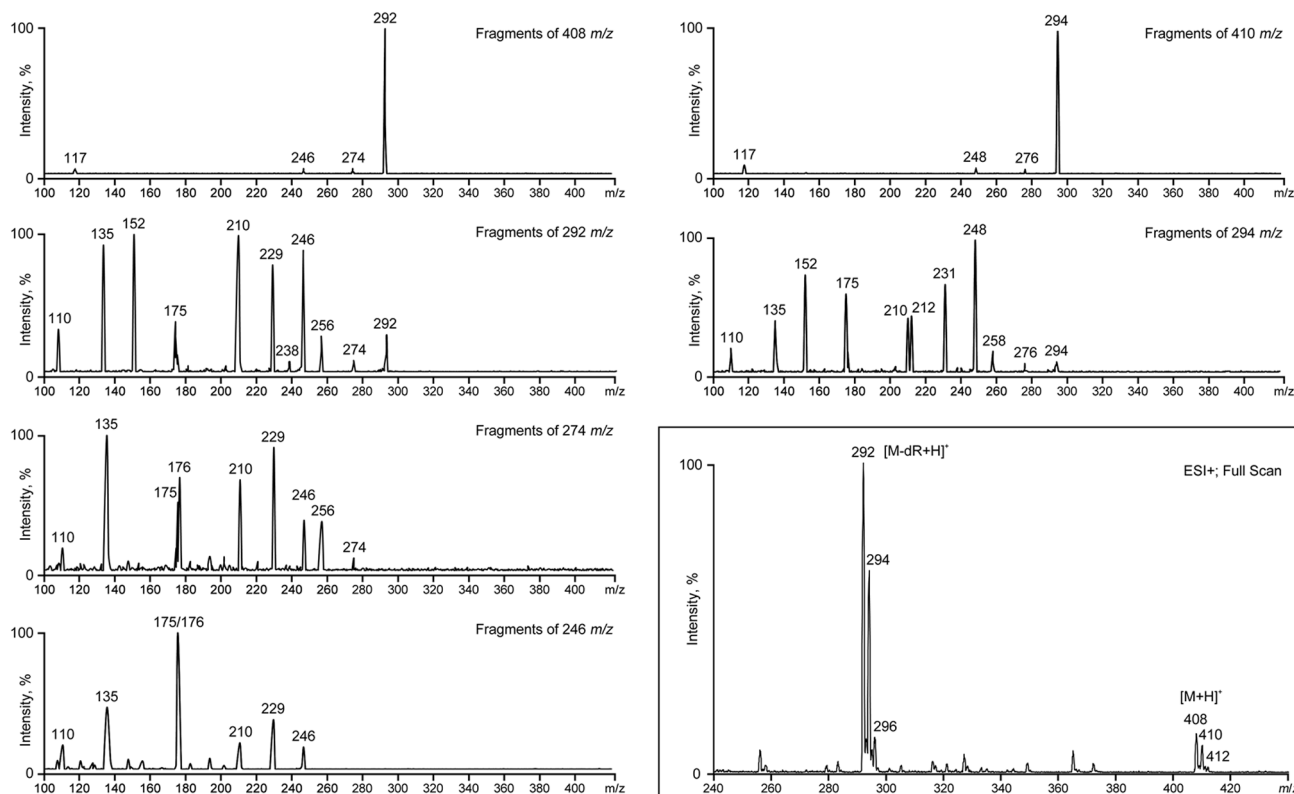 Fragments of 408 m/z
Intensity, %
100
0
117
246
274
292
100 120 140 160 180 200 220 240 260 280 300 320 340 360 380 400 m/z
Fragments of 410 m/z
Intensity, %
100
0
117
248
276
294
100 120 140 160 180 200 220 240 260 280 300 320 340 360 380 400 m/z
Fragments of 292 m/z
Intensity, %
100
0
110
135
152
175
210
229
238
246
256
274
292
100 120 140 160 180 200 220 240 260 280 300 320 340 360 380 400 m/z
Fragments of 294 m/z
Intensity, %
100
0
110
135
152
175
210
212
231
248
258
276
294
100 120 140 160 180 200 220 240 260 280 300 320 340 360 380 400 m/z
Fragments of 274 m/z
Intensity, %
100
0
110
135
175
176
210
229
246
256
274
100 120 140 160 180 200 220 240 260 280 300 320 340 360 380 400 m/z
Fragments of 246 m/z
Intensity, %
100
0
110
135
175/176
210
229
246
100 120 140 160 180 200 220 240 260 280 300 320 340 360 380 400 m/z
ESI+; Full Scan
Intensity, %
100
0
292 [M-dR+H]⁺
294
296
[M+H]⁺
408
410
412
240 260 280 300 320 340 360 380 400 420 m/z